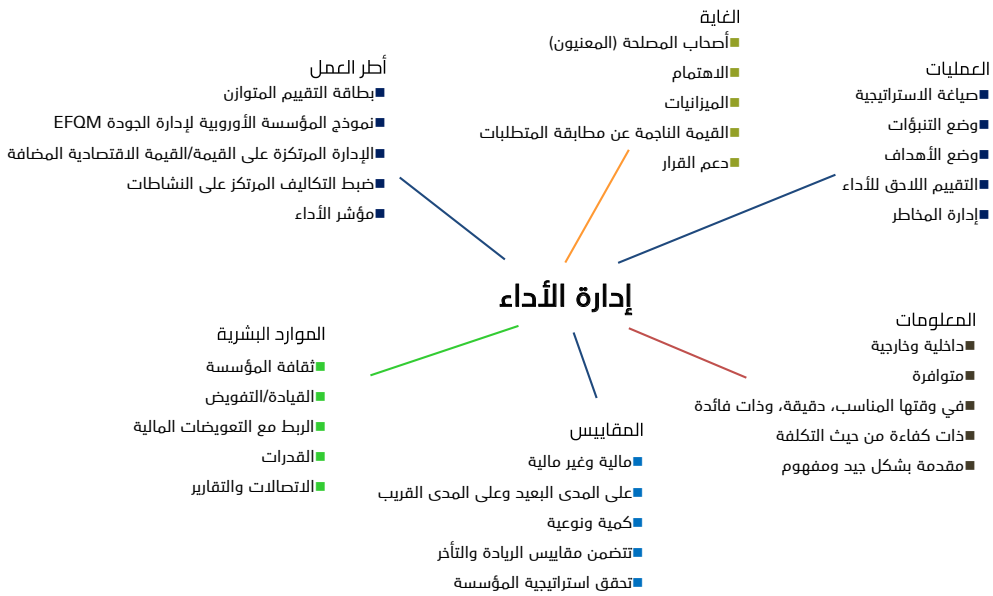 الغاية
أصحاب المصلحة (المعنيون)
الاهتمام
الميزانيات
القيمة الناجمة عن مطابقة المتطلبات
دعم القرار
العمليات
صياغة الاستراتيجية
وضع التنبؤات
وضع الأهداف
التقييم اللاحق للأداء
إدارة المخاطر
أطر العمل
بطاقة التقييم المتوازن
نموذج المؤسسة الأوروبية لإدارة الجودة EFQM
الإدارة المرتكزة على القيمة/القيمة الاقتصادية المضافة
ضبط التكاليف المرتكز على النشاطات
مؤشر الأداء
إدارة الأداء
المعلومات
داخلية وخارجية
متوافرة
في وقتها المناسب، دقيقة، وذات فائدة
ذات كفاءة من حيث التكلفة
مقدمة بشكل جيد ومفهوم
المقاييس
مالية وغير مالية
على المدى البعيد وعلى المدى القريب
كمية ونوعية
تتضمن مقاييس الريادة والتأخر
تحقق استراتيجية المؤسسة
الموارد البشرية
ثقافة المؤسسة
القيادة/التفويض
الربط مع التعويضات المالية
القدرات
الاتصالات والتقارير